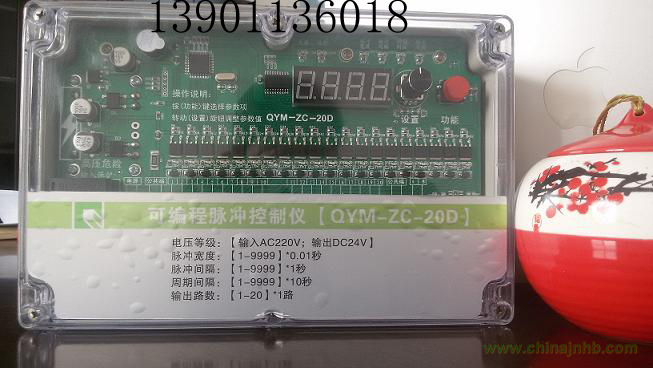 13901136018
操作说明:
按(功能)键选择参数项
转动(设置)旋钮调整参数值 QYM-ZC-20D
设置 功能
高压危险
可编程脉冲控制仪【QYM-ZC-20D】
电压等级:【输入AC220V;输出DC24V】
脉冲宽度:【1-9999】*0.01秒
脉冲间隔:【1-9999】*1秒
周期间隔:【1-9999】*10秒
输出路数:【1-20】*1路
www.chinajnhb.com